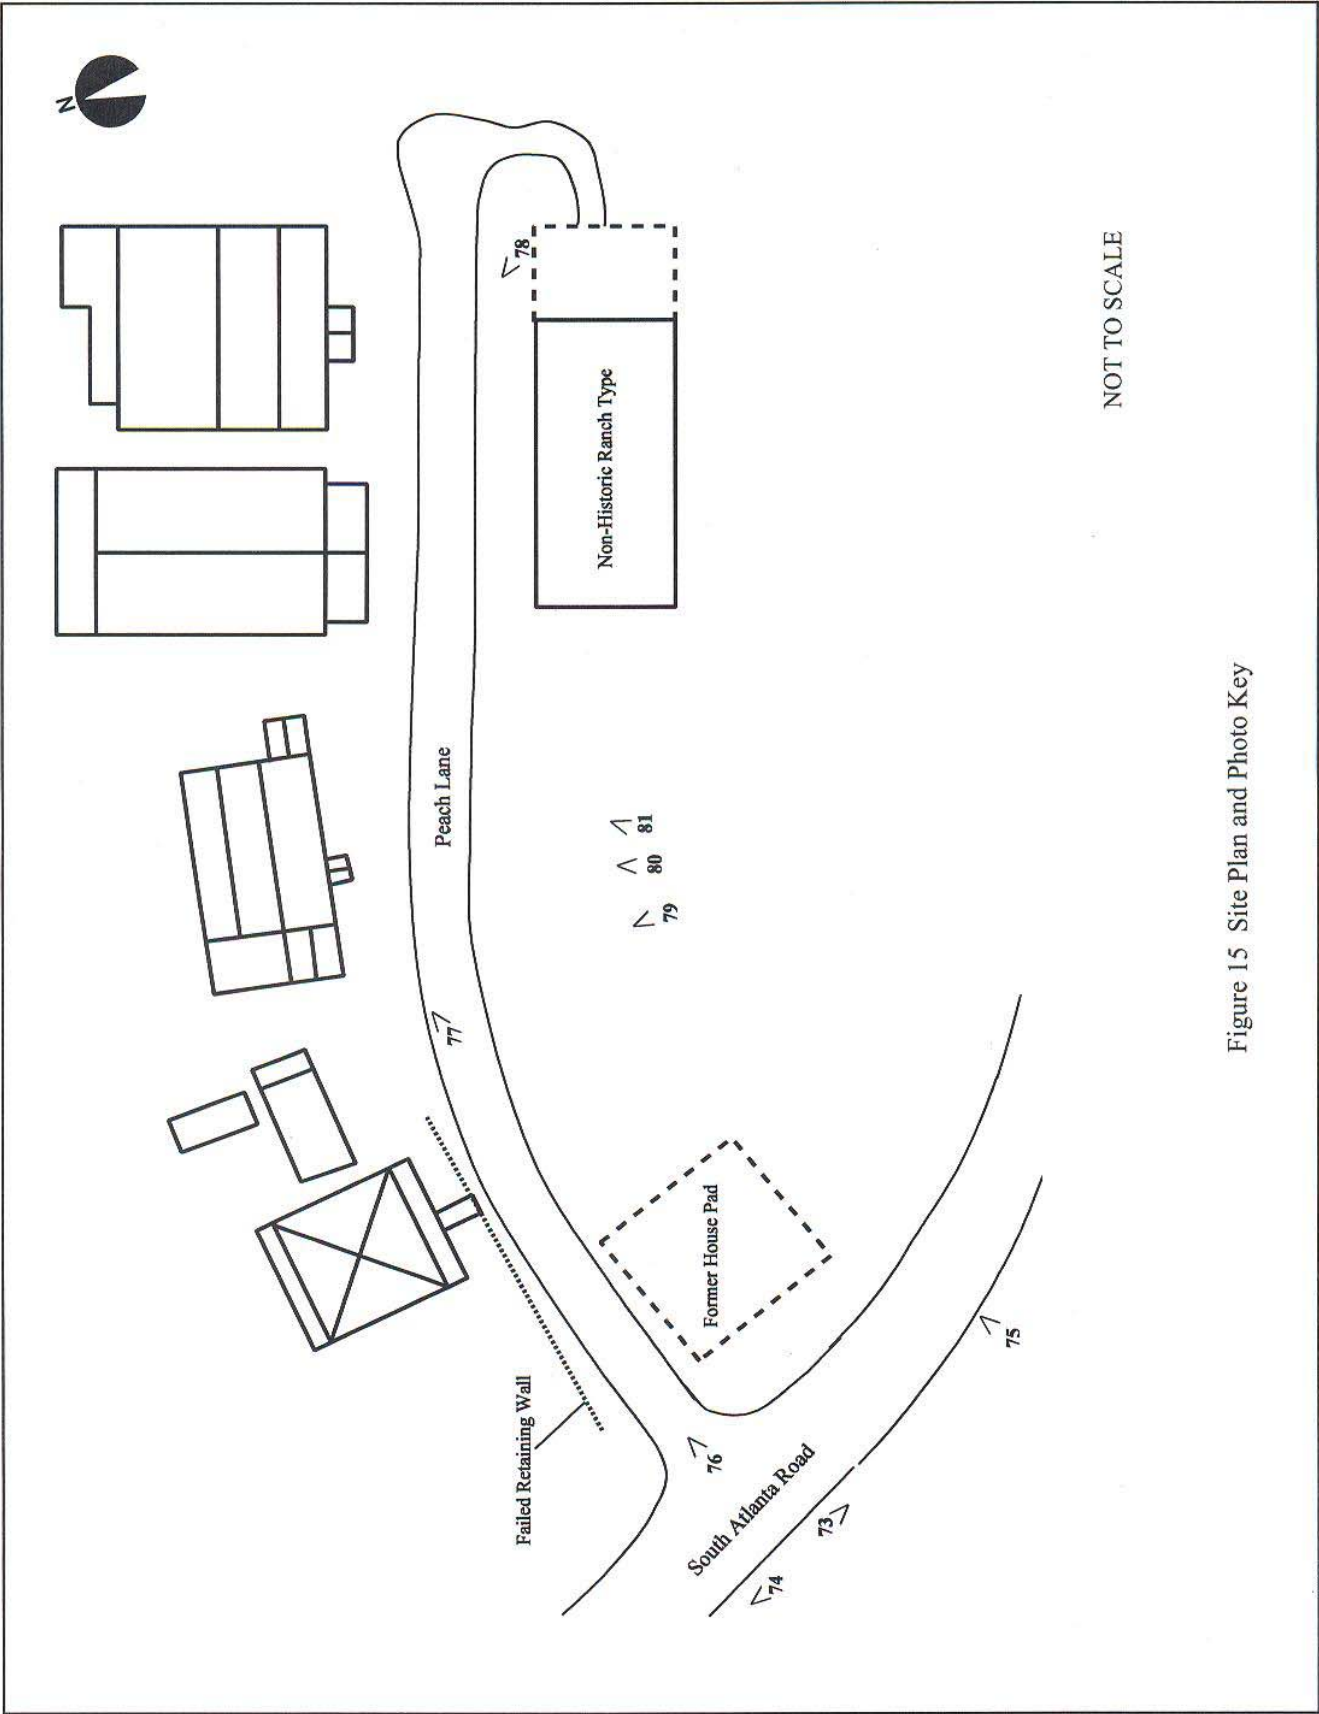 N
78
Non-Historic Ranch Type
NOT TO SCALE
Peach Lane
81
80
79
77
Former House Pad
Failed Retaining Wall
76
South Atlanta Road
75
73
74
Figure 15 Site Plan and Photo Key